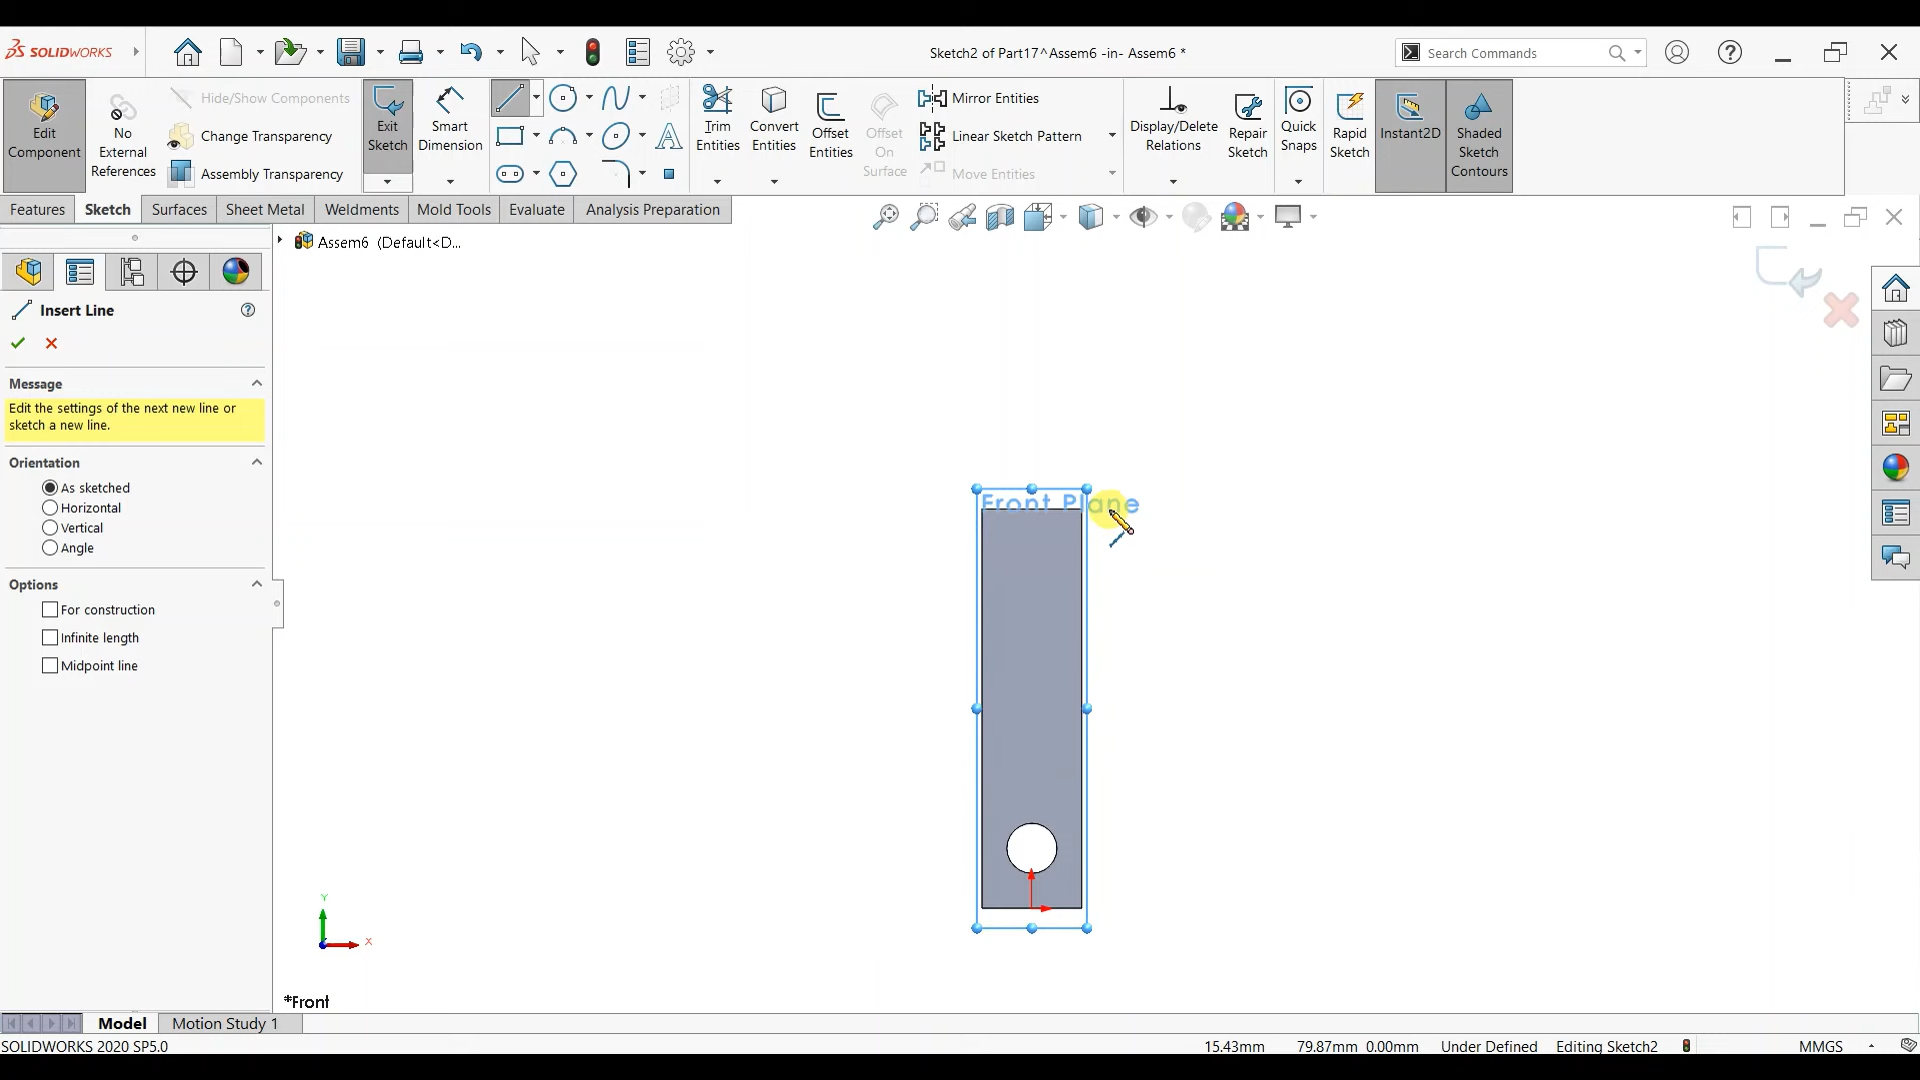 SOLIDWORKS
Sketch2 of Part17^Assem6 -in- Assem6 *
Search Commands
Edit Component
No External References
Hide/Show Components
Change Transparency
Assembly Transparency
Exit Sketch
Smart Dimension
Trim Entities
Convert Entities
Offset Entities
Offset On Surface
Mirror Entities
Linear Sketch Pattern
Move Entities
Display/Delete Relations
Repair Sketch
Quick Snaps
Rapid Sketch
Instant2D
Shaded Sketch Contours
Features
Sketch
Surfaces
Sheet Metal
Weldments
Mold Tools
Evaluate
Analysis Preparation
Assem6 (Default<D...
Insert Line
Message
Edit the settings of the next new line or
sketch a new line.
Orientation
As sketched
Horizontal
Vertical
Angle
Options
For construction
Infinite length
Midpoint line
Front Plane
Y
X
*Front
Model
Motion Study 1
SOLIDWORKS 2020 SP5.0
15.43mm
79.87mm
0.00mm
Under Defined
Editing Sketch2
MMGS